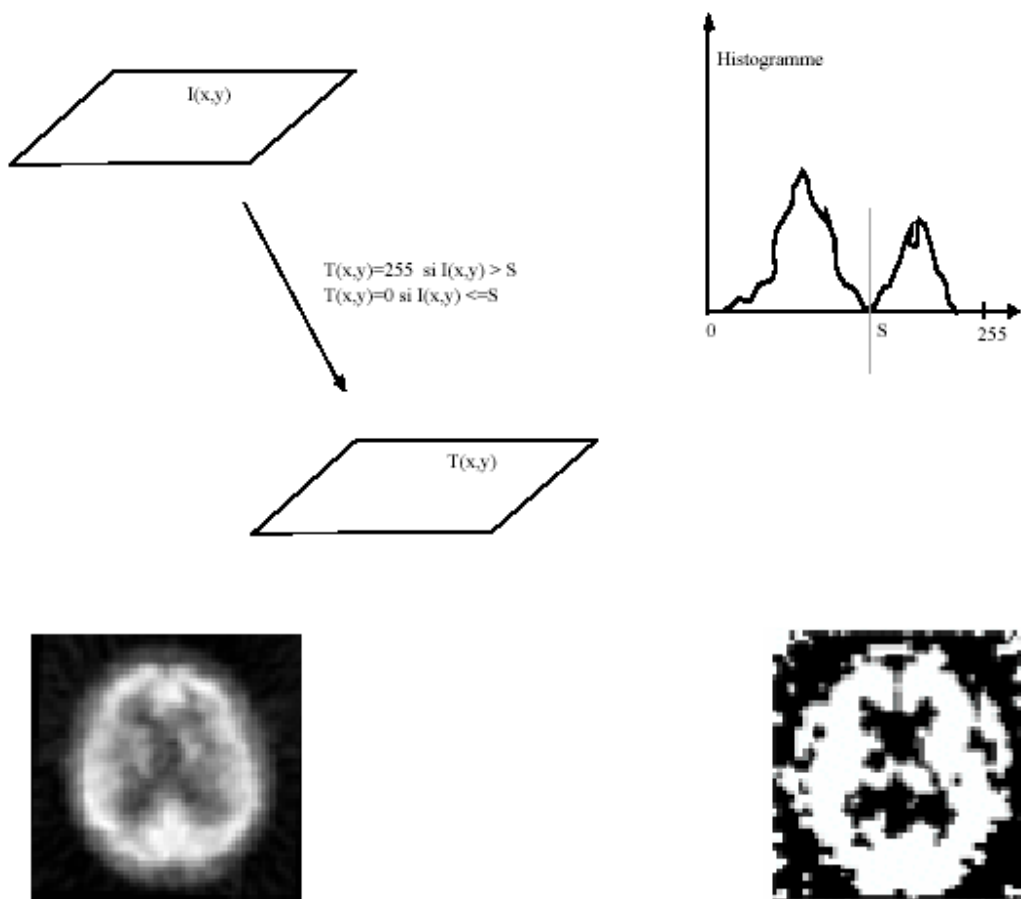 I(x,y)
Histogramme
T(x,y)=255 si I(x,y) > S
T(x,y)=0 si I(x,y) <=S
0
S
255
T(x,y)